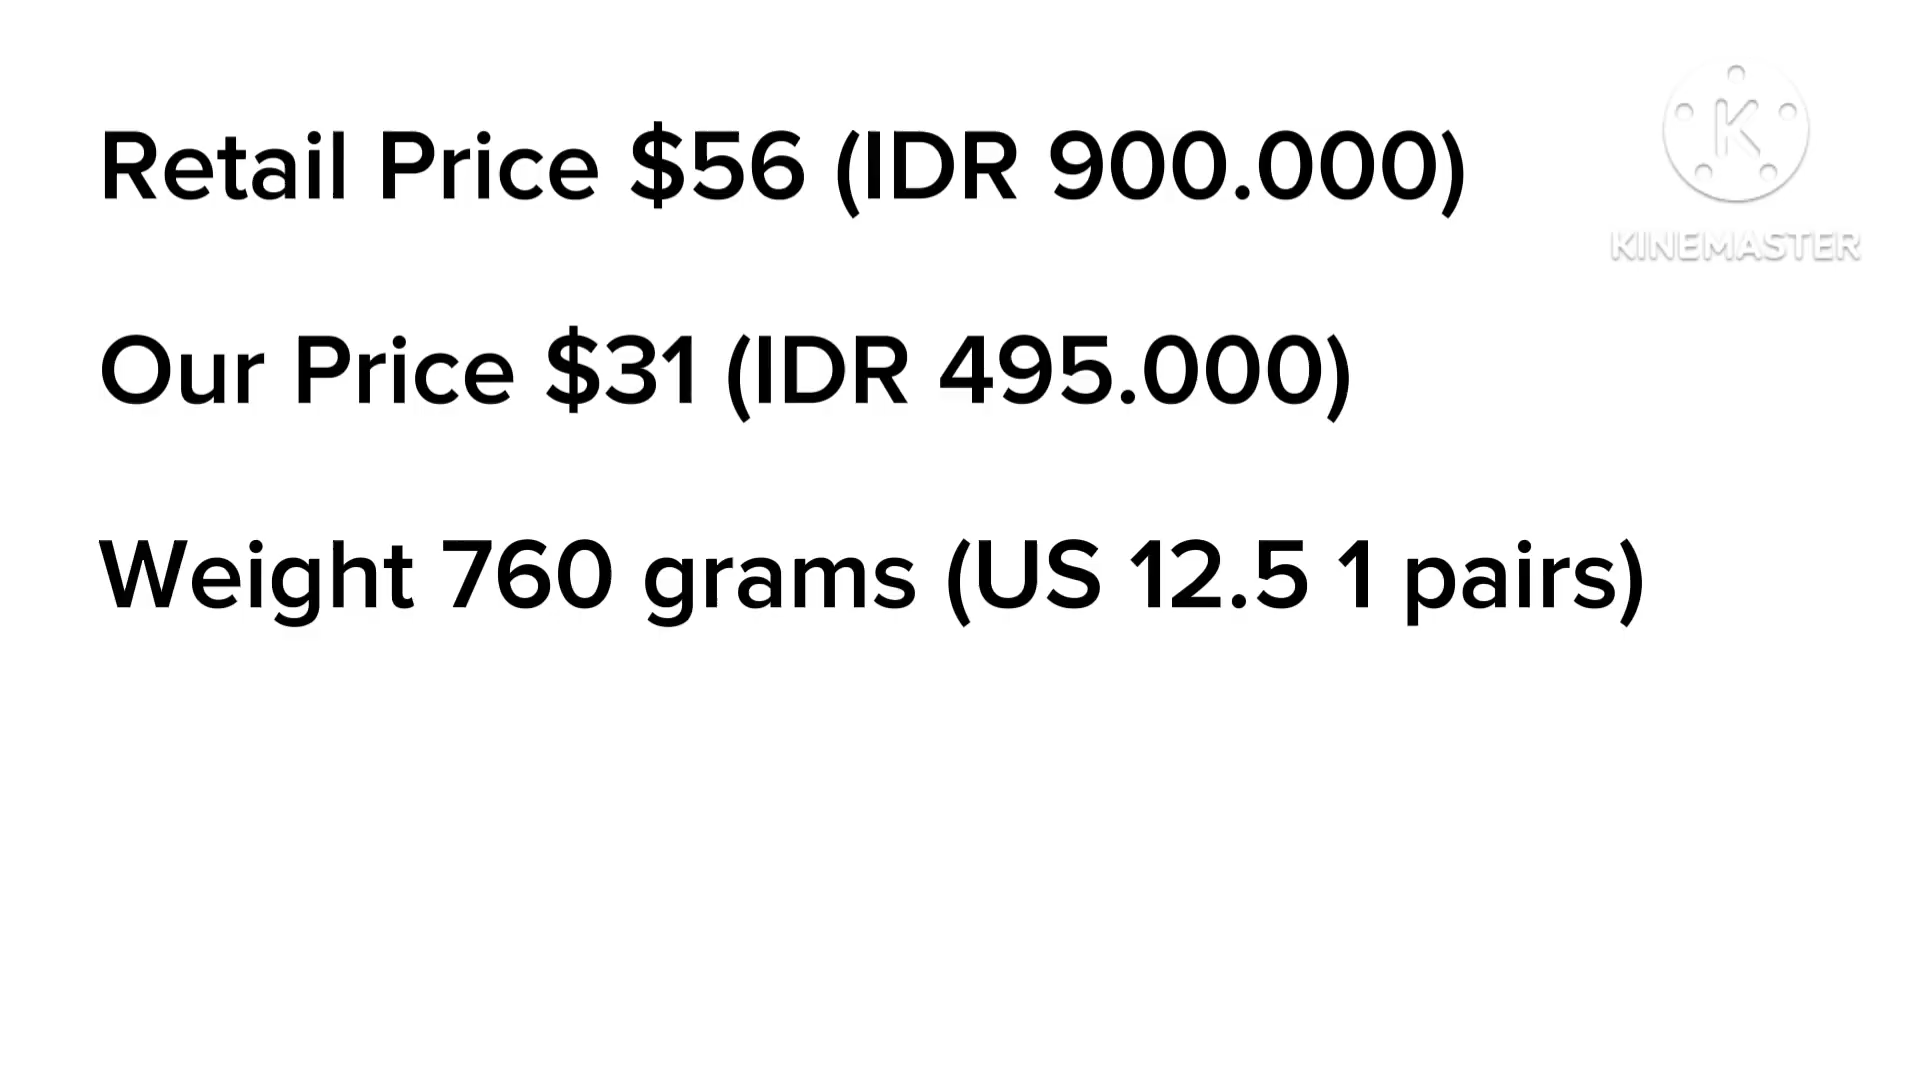 Retail Price $56 (IDR 900.000)
KINEMASTER
Our Price $31 (IDR 495.000)
Weight 760 grams (US 12.5 1 pairs)